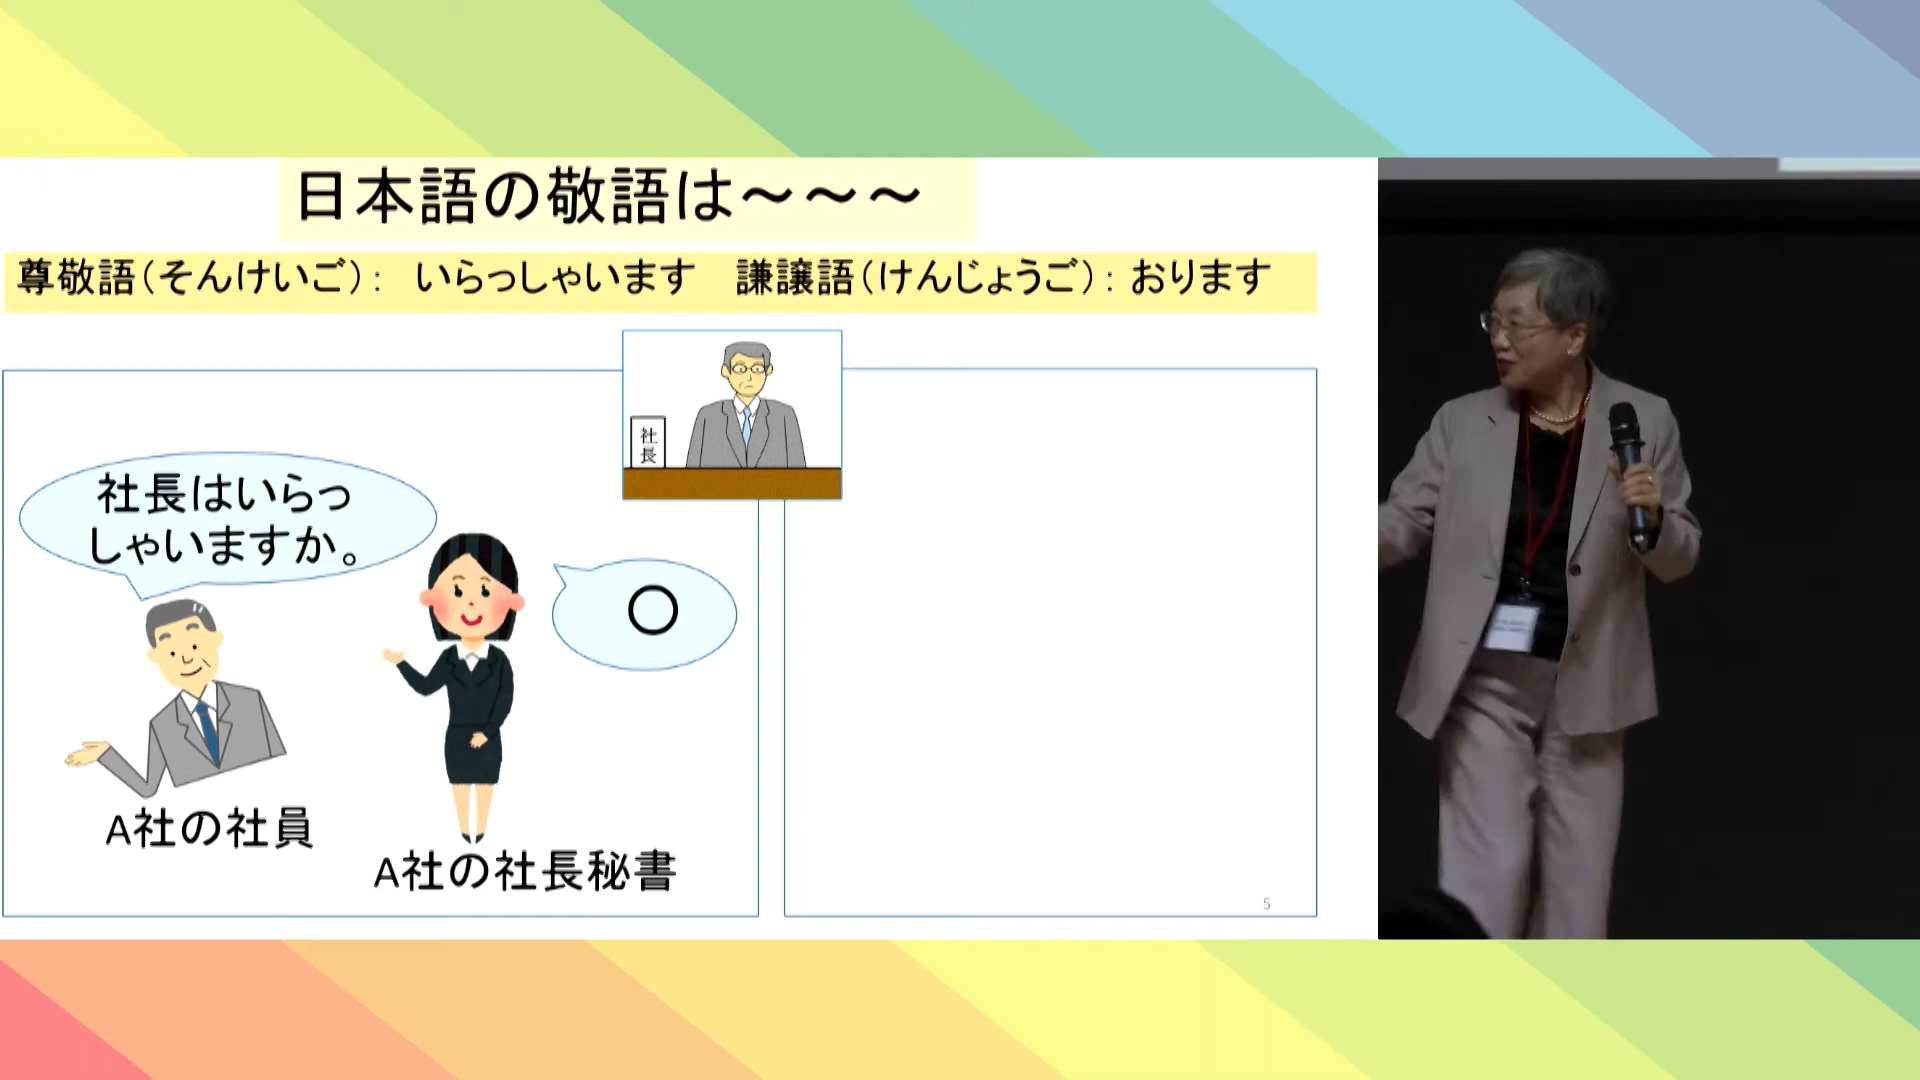 日本語の敬語は～～～
尊敬語（そんけいご）： いらっしゃいます 謙譲語（けんじょうご）：おります
社長
社長はいらっ
しゃいますか。
〇
A社の社員
A社の社長秘書
5